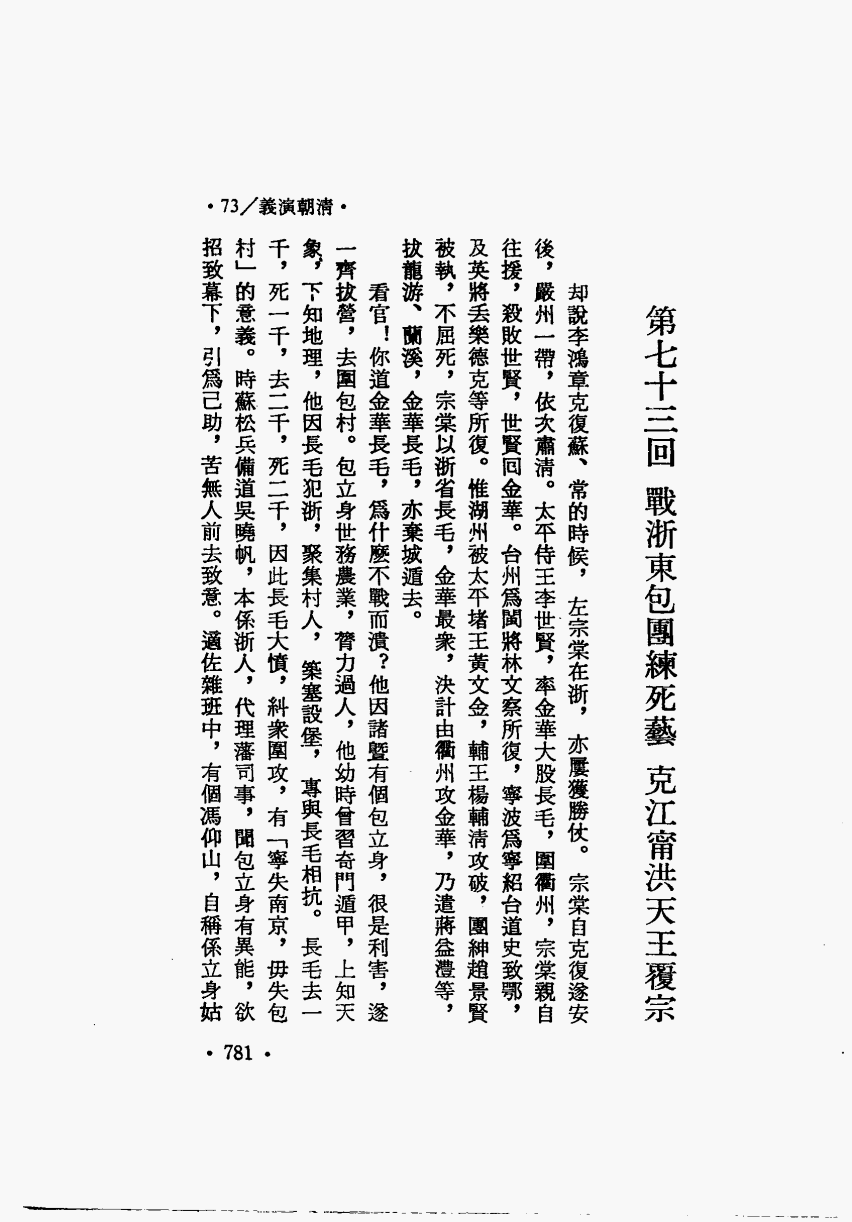 ·73／義演朝清·
第七十三回 戰浙東包團練死藝 克江甯洪天王覆宗
却說李鴻章克復蘇、常的時候，左宗棠在浙，亦屢獲勝仗。宗棠自克復遂安
後，嚴州一帶，依次肅清。太平侍王李世賢，率金華大股長毛，圍衢州，宗棠親自
往援，殺敗世賢，世賢回金華。台州爲閩將林文察所復，寧波爲寧紹台道史致鄂，
及英將丢樂德克等所復。惟湖州被太平堵王黃文金，輔王楊輔清攻破，團紳趙景賢
被執，不屈死，宗棠以浙省長毛，金華最衆，決計由衢州攻金華，乃遣蔣益澧等，
拔龍游、蘭溪，金華長毛，亦棄城遁去。
看官！你道金華長毛，爲什麽不戰而潰？他因諸暨有個包立身，很是利害，遂
一齊拔營，去圍包村。包立身世務農業，膂力過人，他幼時曾習奇門遁甲，上知天
象，下知地理，他因長毛犯浙，聚集村人，築塞設堡，專與長毛相抗。長毛去一
千，死一千，去二千，死二千，因此長毛大憤，糾衆圍攻，有「寧失南京，毋失包
村」的意義。時蘇松兵備道吳曉帆，本係浙人，代理藩司事，聞包立身有異能，欲
招致幕下，引爲己助，苦無人前去致意。適佐雜班中，有個馮仰山，自稱係立身姑
·781·